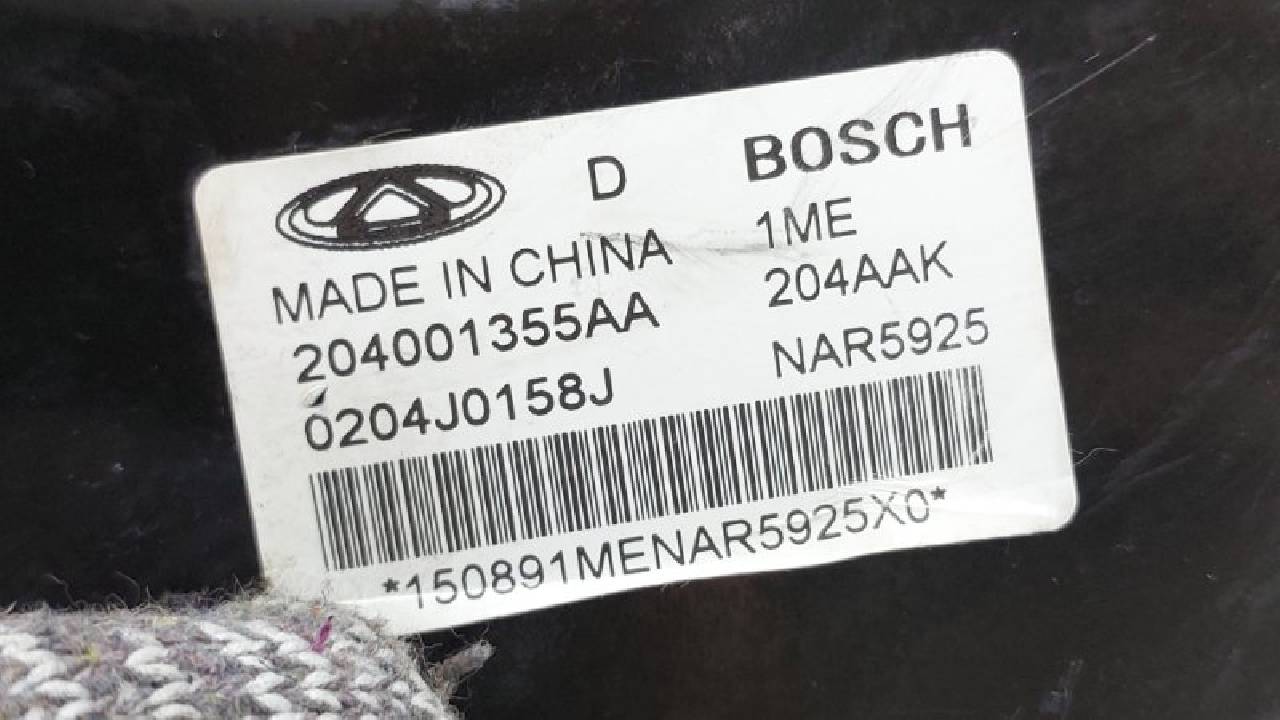 D BOSCH
MADE IN CHINA 1ME
204001355AA 204AAK
0204J0158J NAR5925
*150891MENAR5925X0*